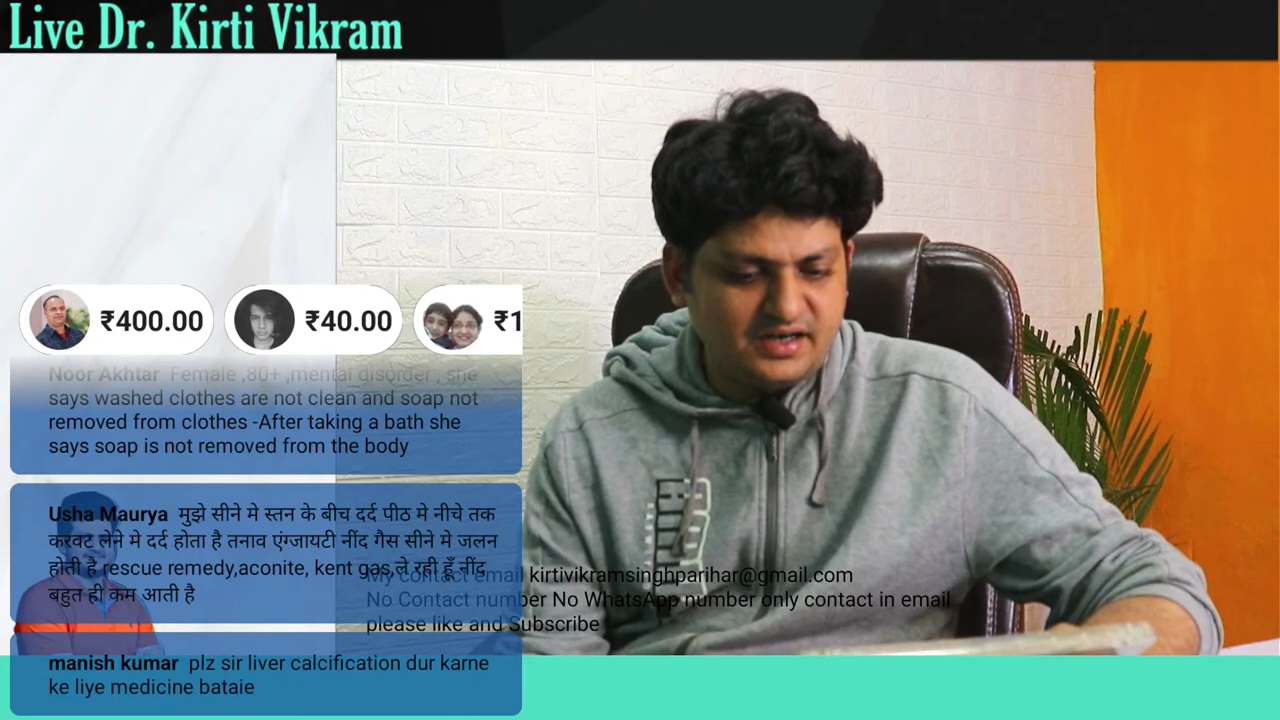 Live Dr. Kirti Vikram
₹400.00
₹40.00
₹1
Noor Akhtar Female ,80+ ,mental disorder , she
says washed clothes are not clean and soap not
removed from clothes -After taking a bath she
says soap is not removed from the body
Usha Maurya मुझे सीने मे स्तन के बीच दर्द पीठ मे नीचे तक
करवट लेने मे दर्द होता है तनाव एंग्जायटी नींद गैस सीने मे जलन
होती है rescue remedy,aconite, kent gas,ले रही हूँ नींद
बहुत ही कम आती है
My contact email kirtivikramsinghparihar@gmail.com
No Contact number No WhatsApp number only contact in email
please like and Subscribe
manish kumar plz sir liver calcification dur karne
ke liye medicine bataie